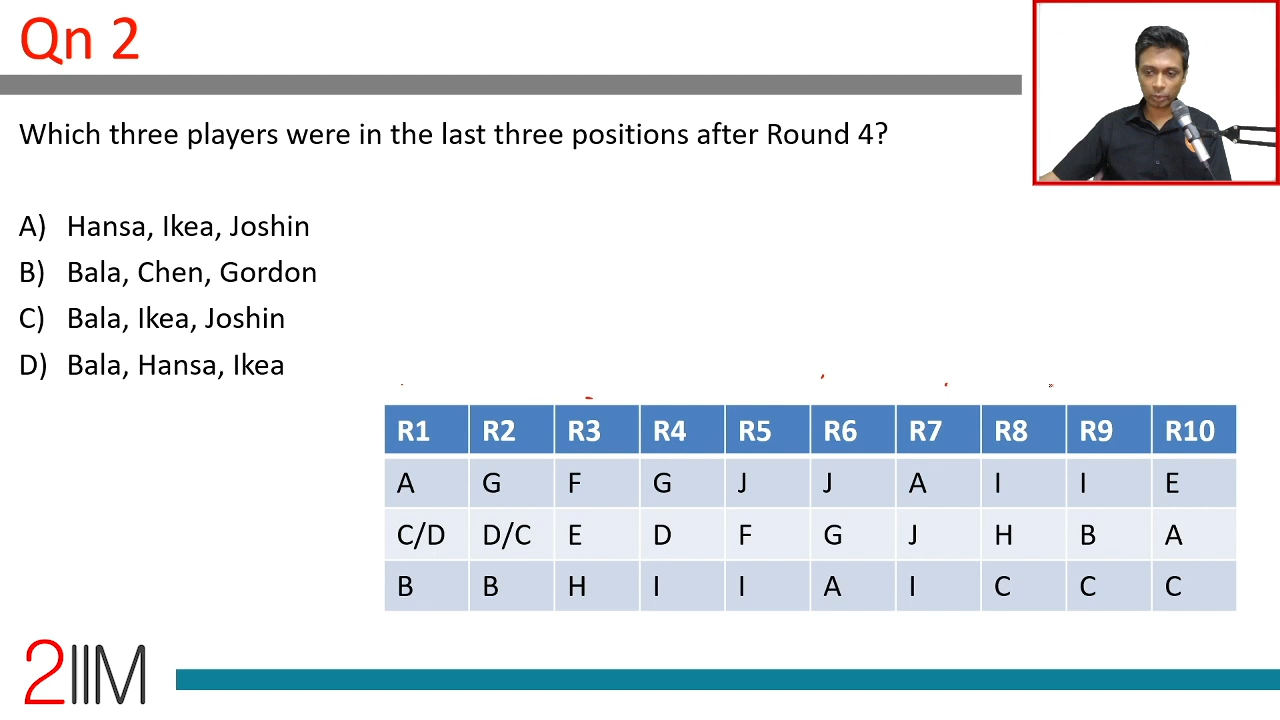 Qn 2
Which three players were in the last three positions after Round 4?
A) Hansa, Ikea, Joshin
B) Bala, Chen, Gordon
C) Bala, Ikea, Joshin
D) Bala, Hansa, Ikea
R1 R2 R3 R4 R5 R6 R7 R8 R9 R10
A G F G J J A I I E
C/D D/C E D F G J H B A
B B H I I A I C C C
2IIM